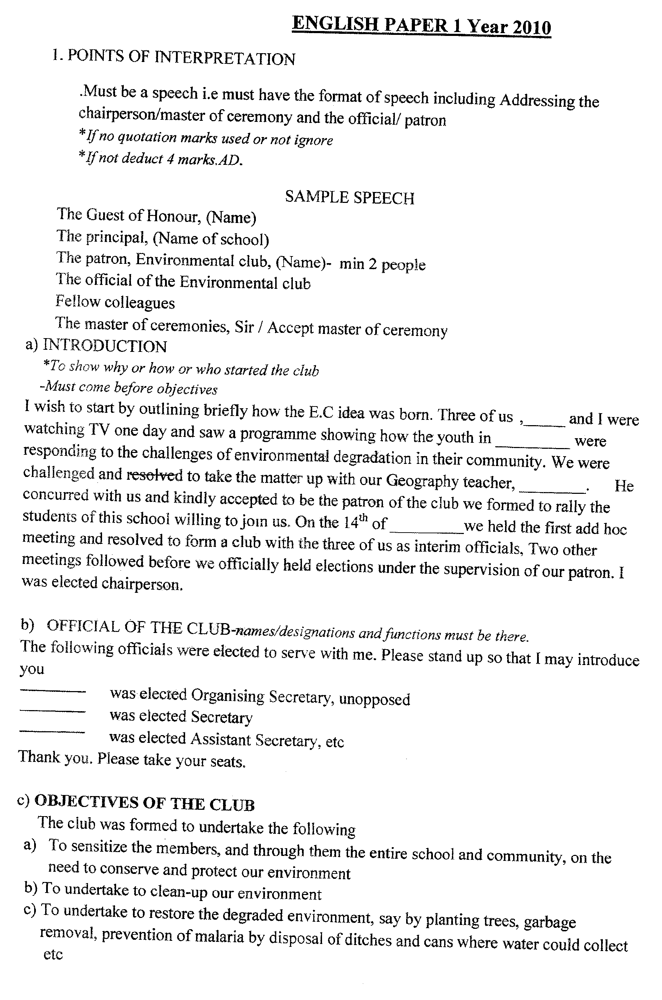 ENGLISH PAPER 1 Year 2010
1. POINTS OF INTERPRETATION
.Must be a speech i.e must have the format of speech including Addressing the
chairperson/master of ceremony and the official/ patron
*If no quotation marks used or not ignore
*If not deduct 4 marks.AD.
SAMPLE SPEECH
The Guest of Honour, (Name)
The principal, (Name of school)
The patron, Environmental club, (Name)- min 2 people
The official of the Environmental club
Fellow colleagues
The master of ceremonies, Sir / Accept master of ceremony
a) INTRODUCTION
*To show why or how or who started the club
-Must come before objectives
I wish to start by outlining briefly how the E.C idea was born. Three of us ,_____ and I were
watching TV one day and saw a programme showing how the youth in _________ were
responding to the challenges of environmental degradation in their community. We were
challenged and resolved to take the matter up with our Geography teacher, ________. He
concurred with us and kindly accepted to be the patron of the club we formed to rally the
students of this school willing to join us. On the 14th of _________we held the first add hoc
meeting and resolved to form a club with the three of us as interim officials, Two other
meetings followed before we officially held elections under the supervision of our patron. I
was elected chairperson.
b) OFFICIAL OF THE CLUB-names/designations and functions must be there.
The following officials were elected to serve with me. Please stand up so that I may introduce
you
________ was elected Organising Secretary, unopposed
________ was elected Secretary
________ was elected Assistant Secretary, etc
Thank you. Please take your seats.
c) OBJECTIVES OF THE CLUB
The club was formed to undertake the following
a) To sensitize the members, and through them the entire school and community, on the
need to conserve and protect our environment
b) To undertake to clean-up our environment
c) To undertake to restore the degraded environment, say by planting trees, garbage
removal, prevention of malaria by disposal of ditches and cans where water could collect
etc